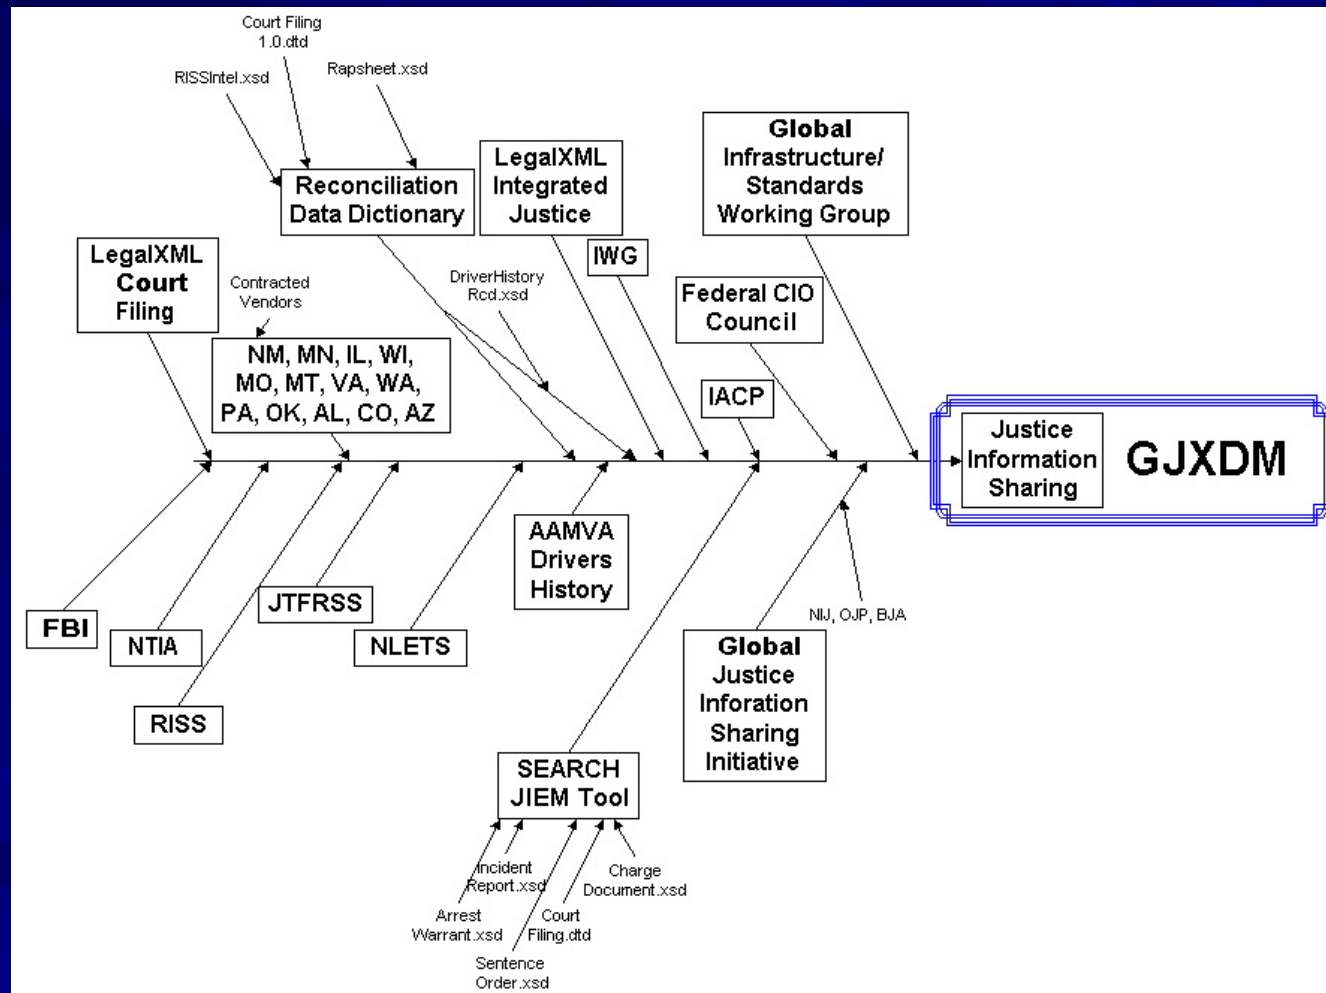 Court Filing
1.0.dtd
RISSIntel.xsd
Rapsheet.xsd
Reconciliation
Data Dictionary
LegalXML
Integrated
Justice
Global
Infrastructure/
Standards
Working Group
LegalXML
Court
Filing
Contracted
Vendors
DriverHistory
Rcd.xsd
IWG
Federal CIO
Council
NM, MN, IL, WI,
MO, MT, VA, WA,
PA, OK, AL, CO, AZ
IACP
Justice
Information
Sharing
GJXDM
AAMVA
Drivers
History
FBI
NTIA
RISS
JTFRSS
NLETS
NIJ, OJP, BJA
Global
Justice
Inforation
Sharing
Initiative
SEARCH
JIEM Tool
Incident
Report.xsd
Charge
Document.xsd
Arrest
Warrant.xsd
Court
Filing.dtd
Sentence
Order.xsd